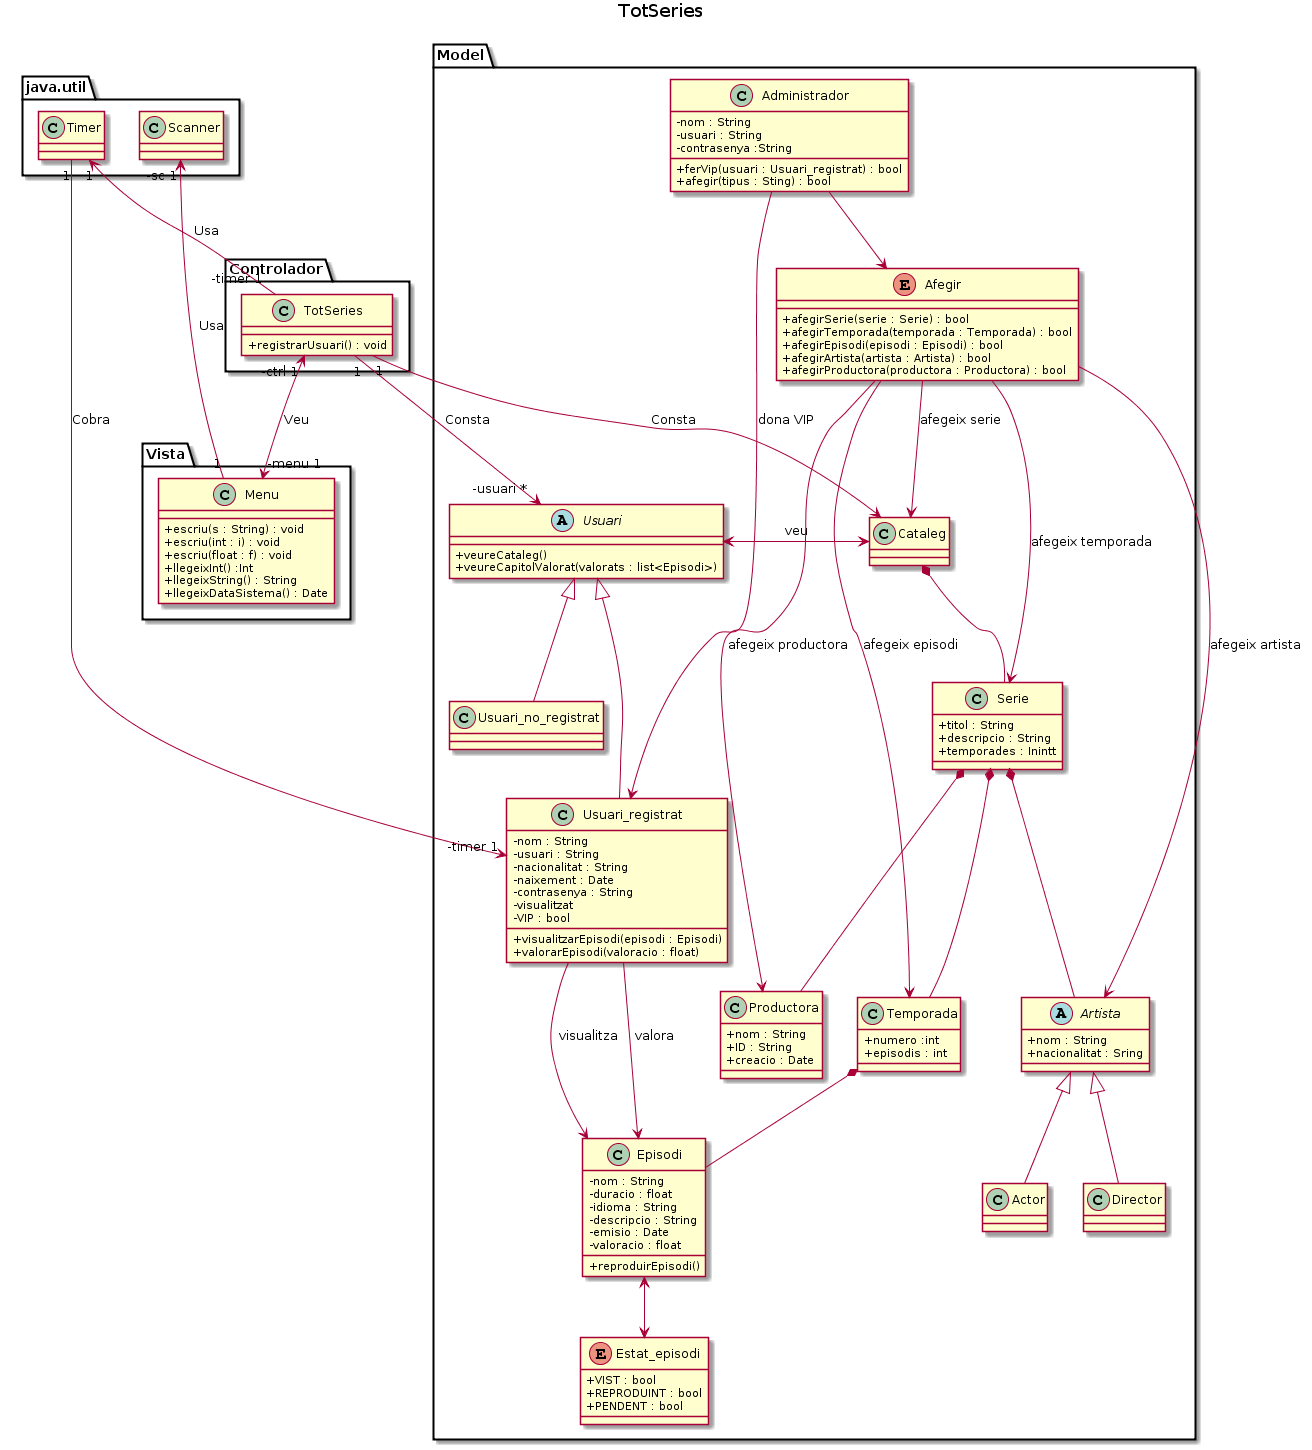 TotSeries
Model
java.util
C Timer
C Scanner
C Administrador
-nom : String
-usuari : String
-contrasenya :String
+ferVip(usuari : Usuari_registrat) : bool
+afegir(tipus : Sting) : bool
1
1
-sc 1
Usa
Controlador
-timer 1
C TotSeries
+registrarUsuari() : void
E Afegir
+afegirSerie(serie : Serie) : bool
+afegirTemporada(temporada : Temporada) : bool
+afegirEpisodi(episodi : Episodi) : bool
+afegirArtista(artista : Artista) : bool
+afegirProductora(productora : Productora) : bool
Usa
-ctrl 1
1
1
Cobra
Veu
Consta
Consta
dona VIP
afegeix serie
Vista
1
-menu 1
C Menu
+escriu(s : String) : void
+escriu(int : i) : void
+escriu(float : f) : void
+llegeixInt() :Int
+llegeixString() : String
+llegeixDataSistema() : Date
-usuari *
A Usuari
+veureCataleg()
+veureCapitolValorat(valorats : list<Episodi>)
veu
C Cataleg
afegeix temporada
afegeix productora
afegeix episodi
afegeix artista
C Usuari_no_registrat
C Serie
+titol : String
+descripcio : String
+temporades : Inintt
-timer 1
C Usuari_registrat
-nom : String
-usuari : String
-nacionalitat : String
-naixement : Date
-contrasenya : String
-visualitzat
-VIP : bool
+visualitzarEpisodi(episodi : Episodi)
+valorarEpisodi(valoracio : float)
visualitza
valora
C Productora
+nom : String
+ID : String
+creacio : Date
C Temporada
+numero :int
+episodis : int
A Artista
+nom : String
+nacionalitat : Sring
C Episodi
-nom : String
-duracio : float
-idioma : String
-descripcio : String
-emisio : Date
-valoracio : float
+reproduirEpisodi()
C Actor
C Director
E Estat_episodi
+VIST : bool
+REPRODUINT : bool
+PENDENT : bool